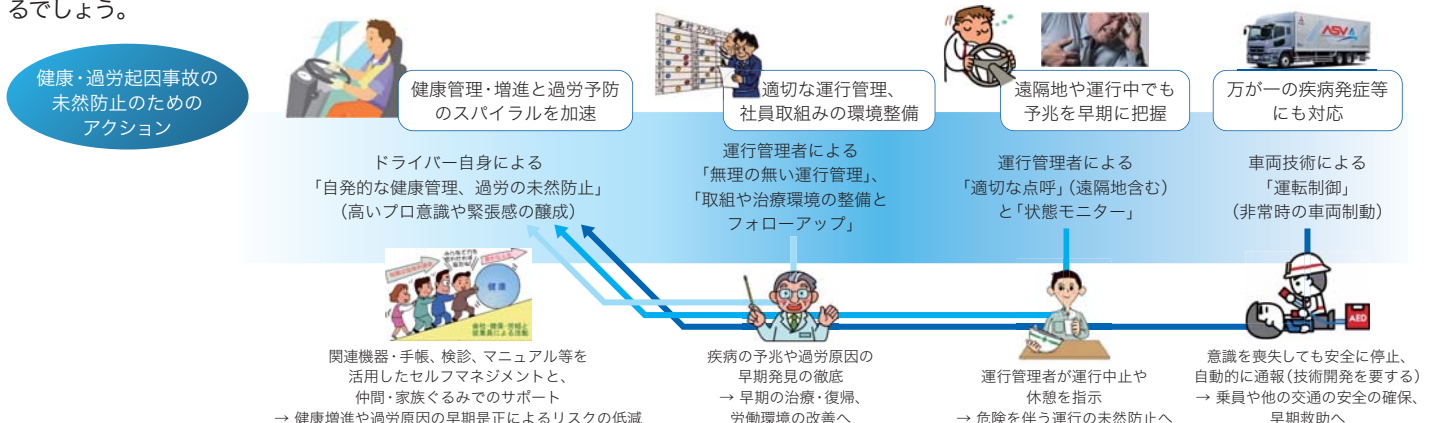 るでしょう。
健康・過労起因事故の
未然防止のための
アクション
健康管理・増進と過労予防
のスパイラルを加速
ドライバー自身による
「自発的な健康管理、過労の未然防止」
（高いプロ意識や緊張感の醸成）
健康
会社・健保・労組と
従業員による活動
関連機器・手帳、検診、マニュアル等を
活用したセルフマネジメントと、
仲間・家族ぐるみでのサポート
→ 健康増進や過労原因の早期是正によるリスクの低減
適切な運行管理、
社員取組みの環境整備
運行管理者による
「無理の無い運行管理」、
「取組や治療環境の整備と
フォローアップ」
疾病の予兆や過労原因の
早期発見の徹底
→ 早期の治療・復帰、
労働環境の改善へ
遠隔地や運行中でも
予兆を早期に把握
運行管理者による
「適切な点呼」（遠隔地含む）
と「状態モニター」
運行管理者が運行中止や
休憩を指示
→ 危険を伴う運行の未然防止へ
ASV
万が一の疾病発症等
にも対応
車両技術による
「運転制御」
（非常時の車両制動）
AED
意識を喪失しても安全に停止、
自動的に通報（技術開発を要する）
→ 乗員や他の交通の安全の確保、
早期救助へ